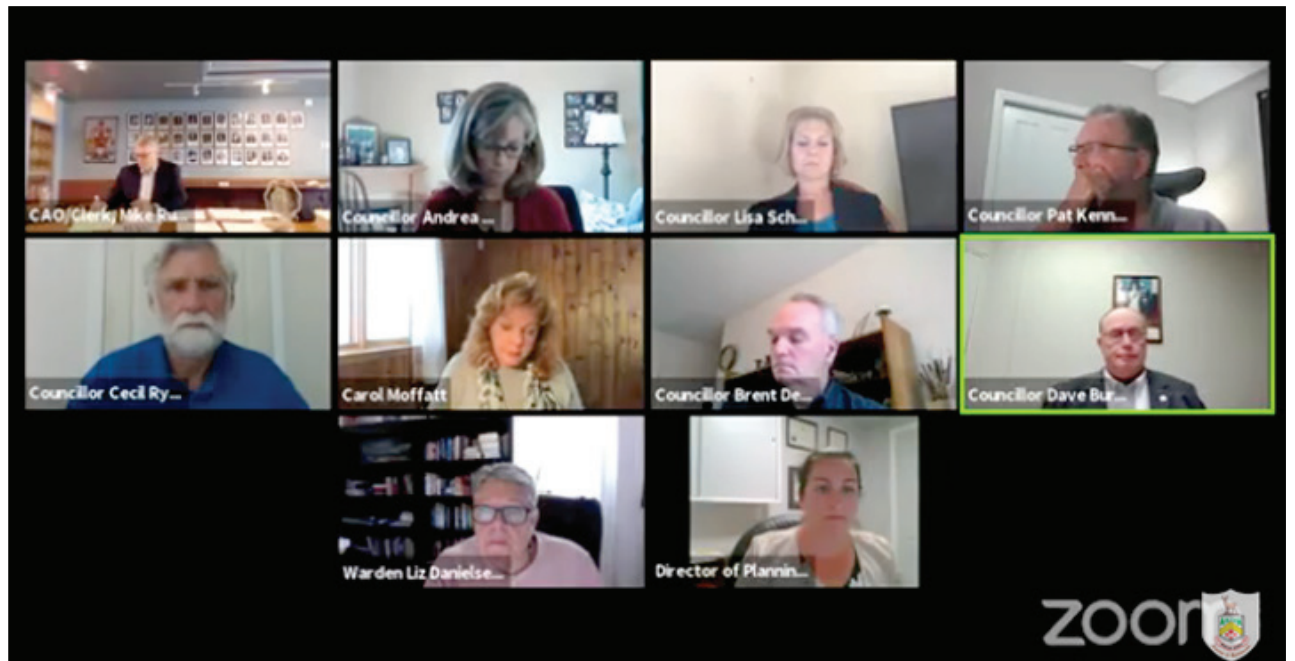 CAO/Clerk, Mike Ru...
Councillor Andrea ...
Councillor Lisa Sch...
Councillor Pat Kenn...
Councillor Cecil Ry...
Carol Moffatt
Councillor Brent De...
Councillor Dave Bur...
Warden Liz Danielse...
Director of Plannin...
zoom